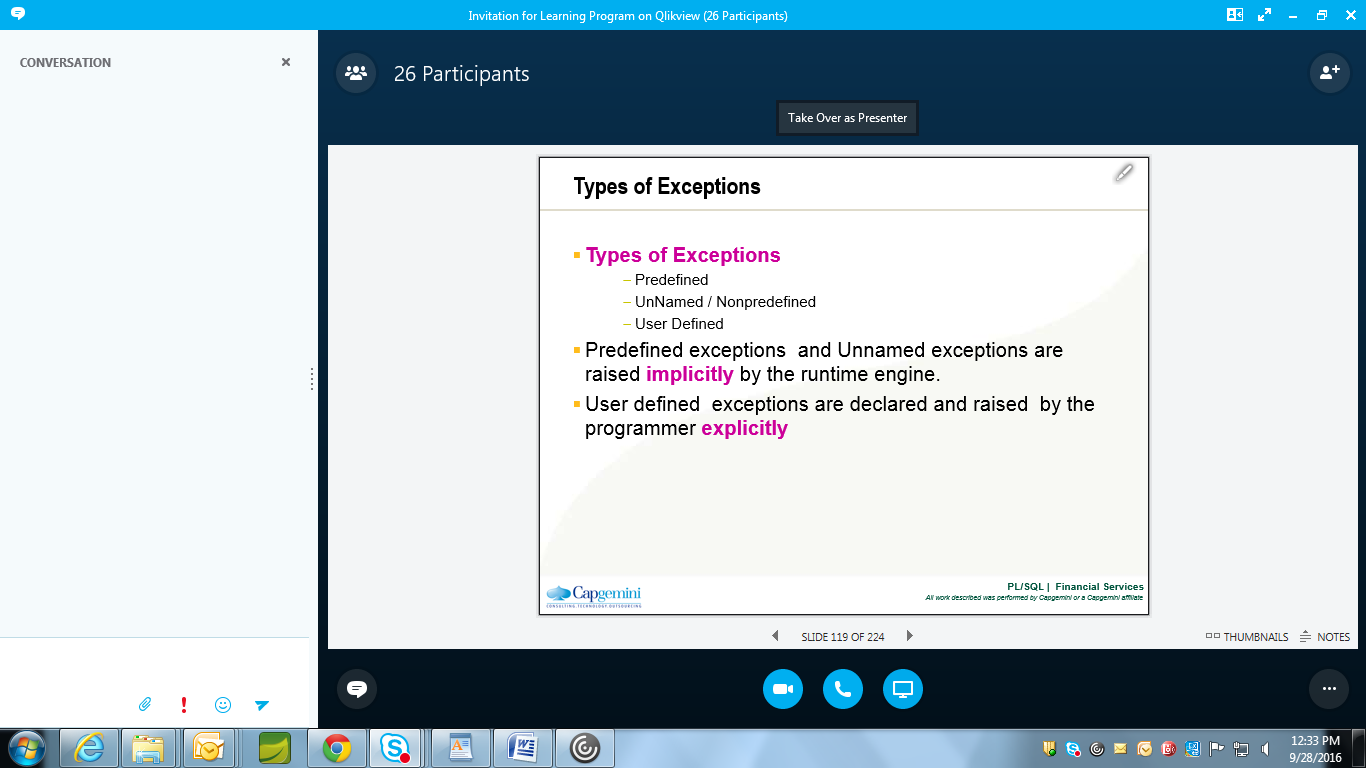 Invitation for Learning Program on Qlikview (26 Participants)
CONVERSATION
26 Participants
Take Over as Presenter
Types of Exceptions
Types of Exceptions
– Predefined
– UnNamed / Nonpredefined
– User Defined
Predefined exceptions and Unnamed exceptions are
raised implicitly by the runtime engine.
User defined exceptions are declared and raised by the
programmer explicitly
Capgemini
CONSULTING.TECHNOLOGY.OUTSOURCING
PL/SQL | Financial Services
All work described was performed by Capgemini or a Capgemini affiliate
SLIDE 119 OF 224
THUMBNAILS
NOTES
12:33 PM
9/28/2016